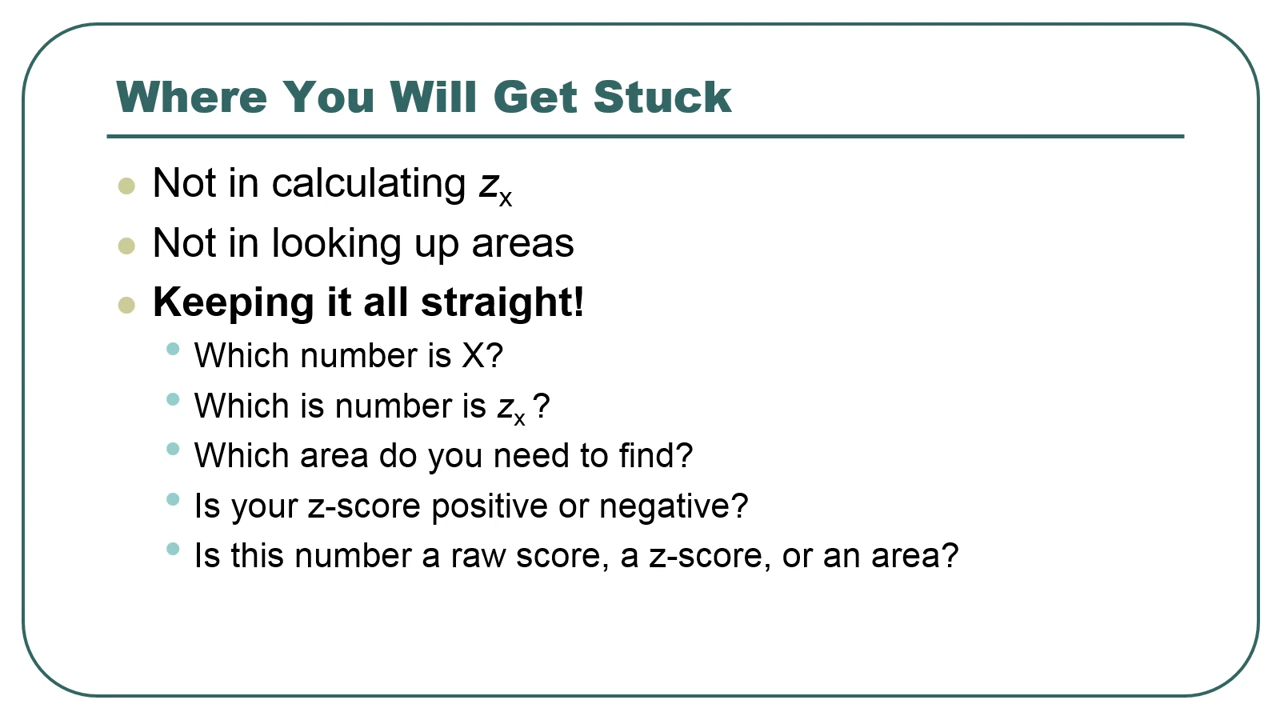 Where You Will Get Stuck
Not in calculating zx
Not in looking up areas
Keeping it all straight!
Which number is X?
Which is number is zx ?
Which area do you need to find?
Is your z-score positive or negative?
Is this number a raw score, a z-score, or an area?